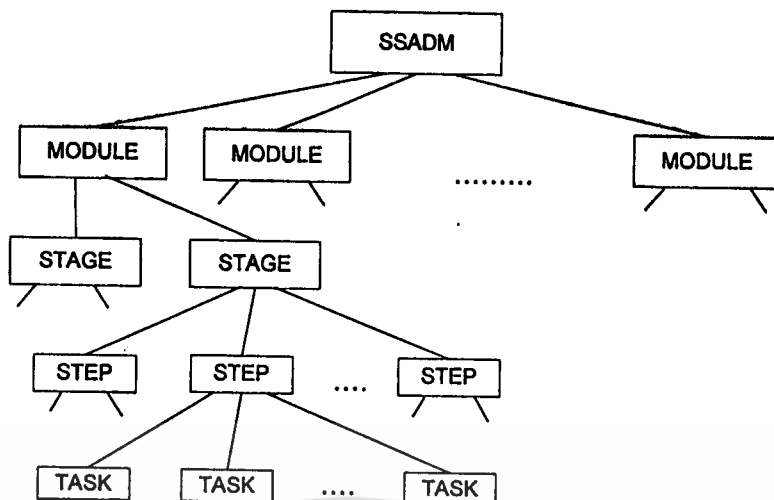 SSADM
MODULE MODULE ......... MODULE
STAGE STAGE
STEP STEP .... STEP
TASK TASK .... TASK